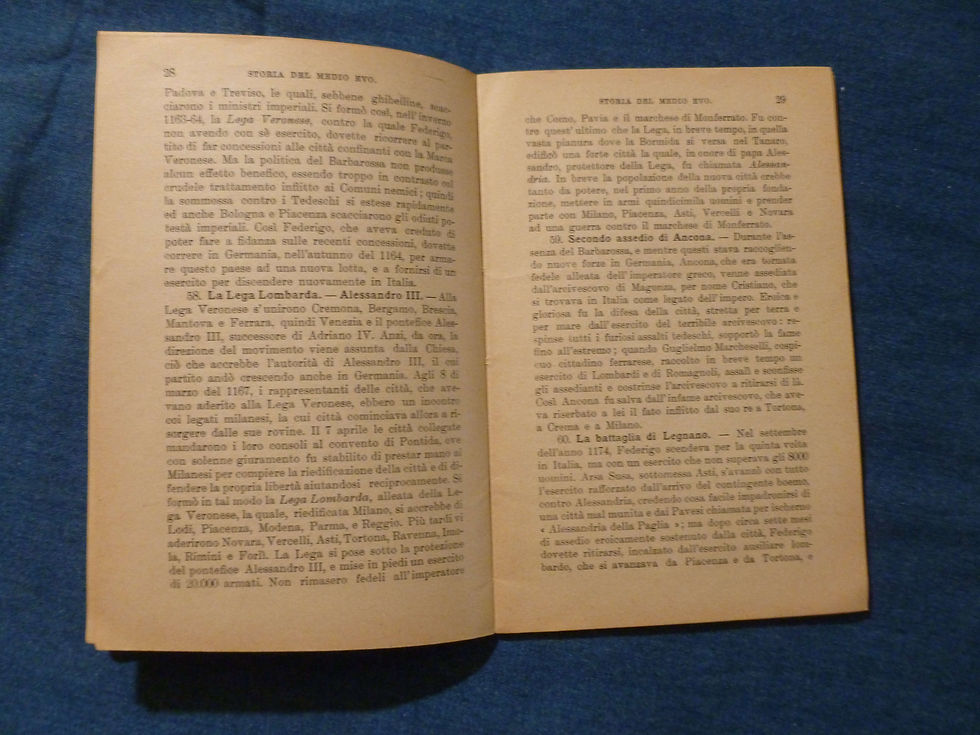 28 STORIA DEL MEDIO EVO.
Padova e Treviso, le quali, sebbene ghibelline, scac-
ciarono i ministri imperiali. Si formò così, nell'inverno
1163-64, la Lega Veronese, contro la quale Federigo,
non avendo con sè esercito, dovette ricorrere al par-
tito di far concessioni alle città confinanti con la Marca
Veronese. Ma la politica del Barbarossa non produsse
alcun effetto benefico, essendo troppo in contrasto col
crudele trattamento inflitto ai Comuni nemici; quindi
la sommossa contro i Tedeschi si estese rapidamente
ed anche Bologna e Piacenza scacciarono gli odiati po-
testà imperiali. Così Federigo, che aveva creduto di
poter fare a fidanza sulle recenti concessioni, dovette
correre in Germania, nell'autunno del 1164, per arma-
re questo paese ad una nuova lotta, e a fornirsi di un
esercito per discendere nuovamente in Italia.
58. La Lega Lombarda. — Alessandro III. — Alla
Lega Veronese s'unirono Cremona, Bergamo, Brescia,
Mantova e Ferrara, quindi Venezia e il pontefice Ales-
sandro III, successore di Adriano IV. Anzi, da ora, la
direzione del movimento viene assunta dalla Chiesa,
ciò che accrebbe l'autorità di Alessandro III, il cui
partito andò crescendo anche in Germania. Agli 8 di
marzo del 1167, i rappresentanti delle città, che ave-
vano aderito alla Lega Veronese, ebbero un incontro
coi legati milanesi, la cui città cominciava allora a ri-
sorgere dalle sue rovine. Il 7 aprile le città collegate
mandarono i loro consoli al convento di Pontida, ove
con solenne giuramento fu stabilito di prestar mano ai
Milanesi per compiere la riedificazione della città e di di-
fendere la propria libertà aiutandosi reciprocamente. Si
formò in tal modo la Lega Lombarda, alleata della Le-
ga Veronese, la quale, riedificata Milano, si accrebbe di
Lodi, Piacenza, Modena, Parma, e Reggio. Più tardi vi
aderirono Novara, Vercelli, Asti, Tortona, Ravenna, Imo-
la, Rimini e Forlì. La Lega si pose sotto la protezione
del pontefice Alessandro III, e mise in piedi un esercito
di 20.000 armati. Non rimasero fedeli all'imperatore
STORIA DEL MEDIO EVO. 29
che Como, Pavia e il marchese di Monferrato. Fu con-
tro quest'ultimo che la Lega, in breve tempo, in quella
vasta pianura dove la Bormida si versa nel Tanaro,
edificò una forte città la quale, in onore di papa Ales-
sandro, protettore della Lega, fu chiamata Alessan-
dria. In breve la popolazione della nuova città crebbe
tanto da potere, nel primo anno della propria fonda-
zione, mettere in armi quindicimila uomini e prender
parte con Milano, Piacenza, Asti, Vercelli e Novara
ad una guerra contro il marchese di Monferrato.
59. Secondo assedio di Ancona. — Durante l'as-
senza del Barbarossa, e mentre questi stava raccoglien-
do nuove forze in Germania, Ancona, che era tornata
fedele alleata dell'imperatore greco, venne assediata
dall'arcivescovo di Magonza, per nome Cristiano, che
si trovava in Italia come legato dell'impero. Eroica e
gloriosa fu la difesa della città, stretta per terra e
per mare dall'esercito del terribile arcivescovo: re-
spinse tutti i furiosi assalti tedeschi, sopportò la fame
fino all'estremo; quando Guglielmo Marcheselli, cospi-
cuo cittadino ferrarese, raccolto in breve tempo un
esercito di Lombardi e di Romagnoli, assalì e sconfisse
gli assedianti e costrinse l'arcivescovo a ritirarsi di là.
Così Ancona fu salva dall'infame arcivescovo, che ave-
va riserbato a lei il fato inflitto dal suo re a Tortona,
a Crema e a Milano.
60. La battaglia di Legnano. — Nel settembre
dell'anno 1174, Federigo scendeva per la quinta volta
in Italia, ma con un esercito che non superava gli 8000
uomini. Arsa Susa, sottomessa Asti, s'avanzò con tutto
l'esercito rafforzato dall'arrivo del contingente boemo,
contro Alessandria, credendo cosa facile impadronirsi di
una città mal munita e dai Pavesi chiamata per ischerno
« Alessandria della Paglia »; ma dopo circa sette mesi
di assedio eroicamente sostenuto dalla città, Federigo
dovette ritirarsi, incalzato dall'esercito ausiliare lom-
bardo, che si avanzava da Piacenza e da Tortona, e